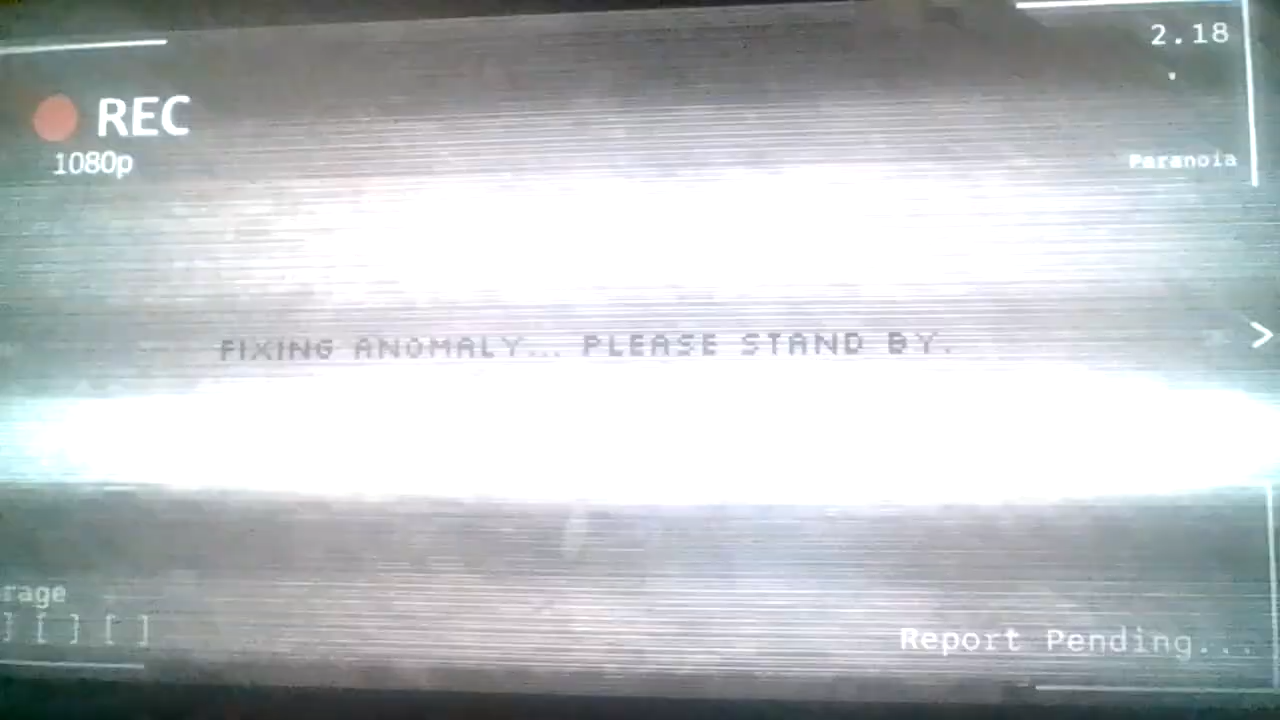 2.18
REC
1080p
Paranoia
FIXING ANOMALY... PLEASE STAND BY.
>
rage
][][]
Report Pending...